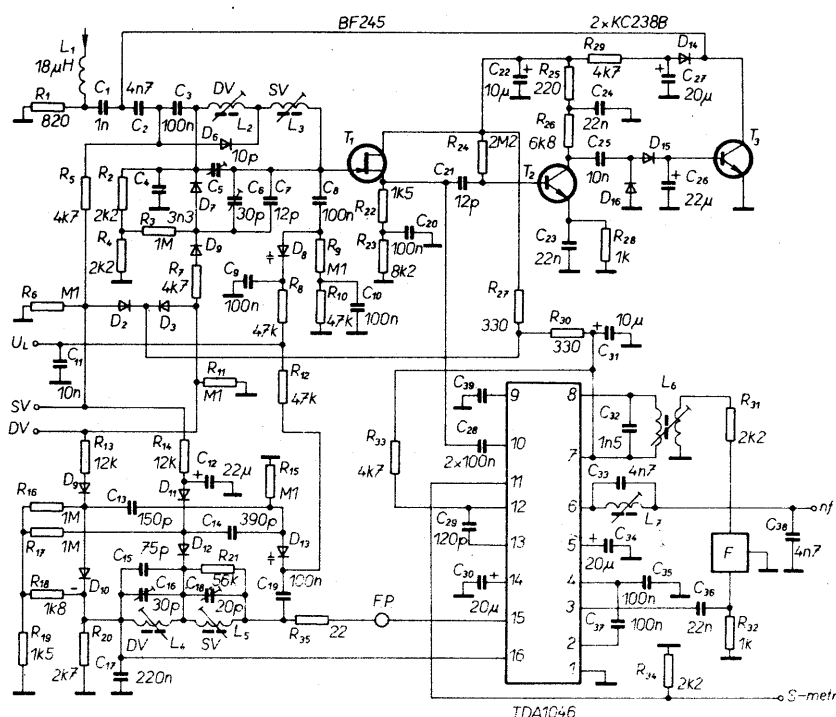 BF245
2×KC238B
L1
18µH
R1
820
C1
1n
4n7
C2
C3
100n
DV
L2
SV
L3
D6
10p
R5
4k7
R2
2k2
C4
3n3
R3
1M
R4
2k2
D7
C5
C6
30p
C7
12p
C8
100n
D9
R7
4k7
D8
C9
100n
R8
47k
R9
M1
R10
47k
C10
100n
R6
M1
D2
D3
T1
1k5
R22
R23
8k2
C20
100n
C21
12p
R24
2M2
C22
10µ
R25
220
C24
22n
R26
6k8
R29
4k7
D14
C27
20µ
T2
C25
10n
D15
D16
C26
22µ
T3
C23
22n
R28
1k
R27
330
R30
330
10µ
C31
UL
C11
10n
R11
M1
R12
47k
SV
DV
R13
12k
D9
R14
12k
D11
C12
22µ
R15
M1
R16
1M
C13
150p
R17
1M
C14
390p
D13
C15
75p
D12
R21
56k
100n
C19
R18
1k8
D10
C16
30p
C18
20p
R19
1k5
R20
2k7
C17
220n
DV
L4
SV
L5
R35
22
FP
R33
4k7
C39
C28
2×100n
C29
120p
C30
20µ
9
10
11
12
13
14
15
16
8
7
6
5
4
3
2
1
TDA1046
C32
1n5
L6
R31
2k2
C33
4n7
L7
nf
C34
20µ
C38
4n7
F
C35
100n
C36
22n
C37
100n
R32
1k
R34
2k2
S-metr